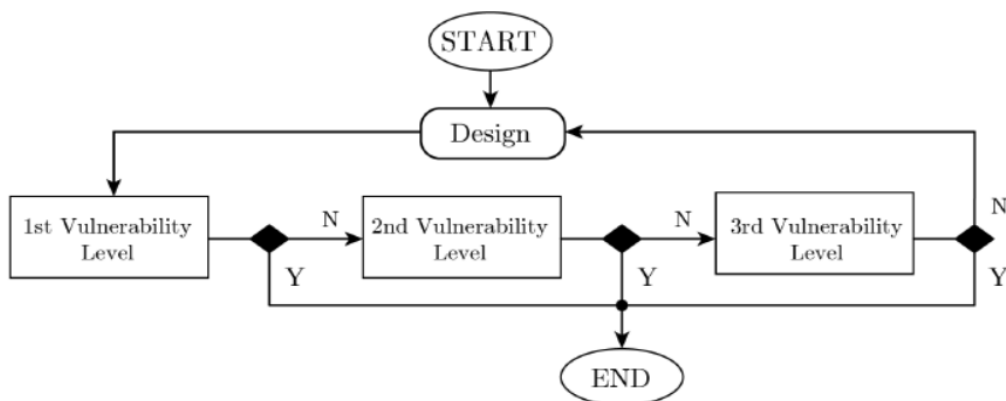 START
Design
1st Vulnerability
Level
N
Y
2nd Vulnerability
Level
N
Y
3rd Vulnerability
Level
N
Y
END